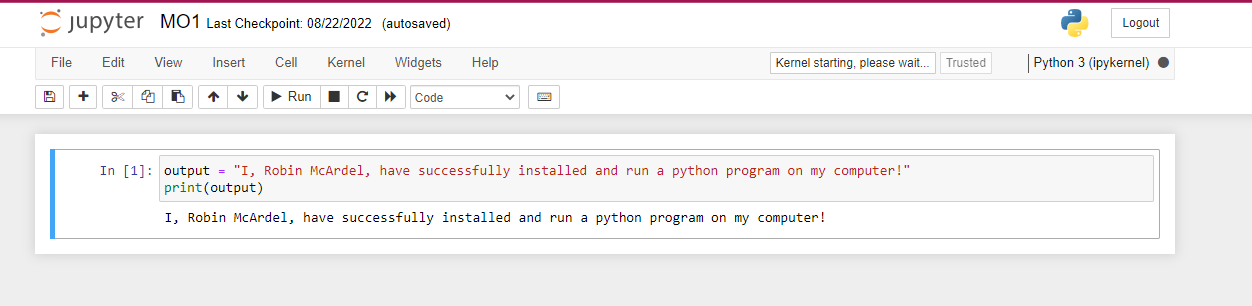 jupyter MO1 Last Checkpoint: 08/22/2022 (autosaved) Logout
File Edit View Insert Cell Kernel Widgets Help Kernel starting, please wait... Trusted Python 3 (ipykernel)
Run Code
In [1]: output = "I, Robin McArdel, have successfully installed and run a python program on my computer!"
print(output)
I, Robin McArdel, have successfully installed and run a python program on my computer!